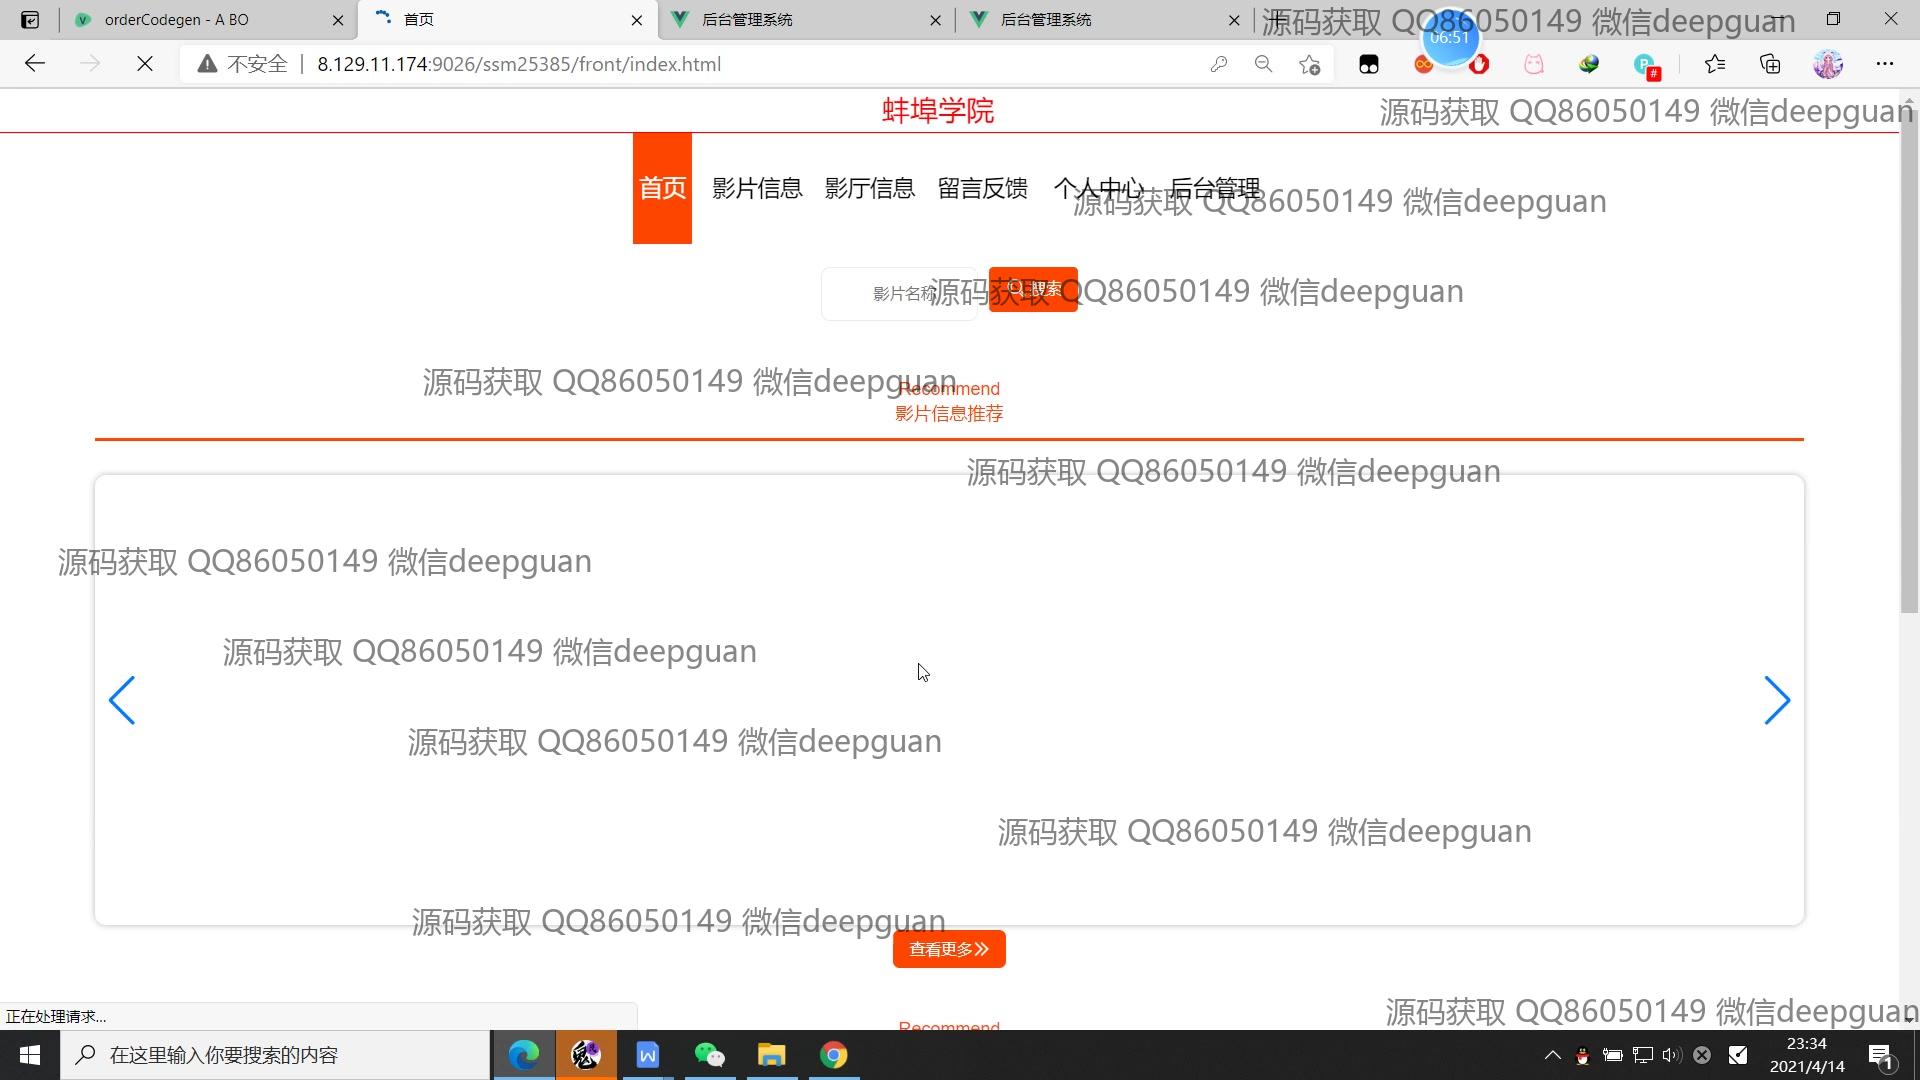 orderCodegen - A BO
首页
后台管理系统
后台管理系统
源码获取 QQ86050149 微信deepguan
06:51
不安全
8.129.11.174:9026/ssm25385/front/index.html
蚌埠学院
源码获取 QQ86050149 微信deepguan
首页
影片信息
影厅信息
留言反馈
个人中心
后台管理
源码获取 QQ86050149 微信deepguan
影片名称
搜索
源码获取 QQ86050149 微信deepguan
源码获取 QQ86050149 微信deepguan
Recommend
影片信息推荐
源码获取 QQ86050149 微信deepguan
源码获取 QQ86050149 微信deepguan
源码获取 QQ86050149 微信deepguan
源码获取 QQ86050149 微信deepguan
源码获取 QQ86050149 微信deepguan
源码获取 QQ86050149 微信deepguan
查看更多
源码获取 QQ86050149 微信deepguan
正在处理请求...
Recommend
在这里输入你要搜索的内容
23:34
2021/4/14
1